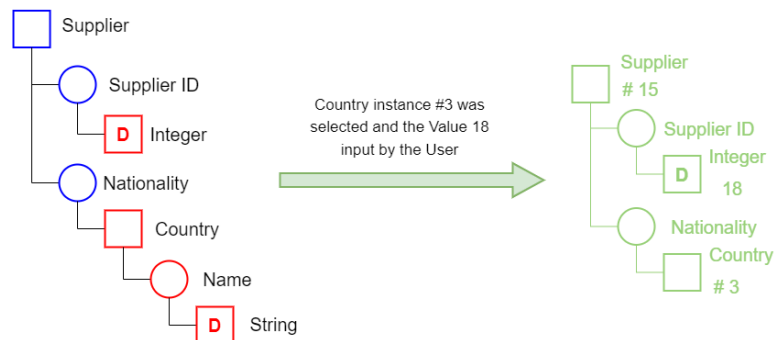 Supplier
Supplier ID
D Integer
Nationality
Country
Name
D String
Country instance #3 was
selected and the Value 18
input by the User
Supplier
# 15
Supplier ID
Integer
D 18
Nationality
Country
# 3